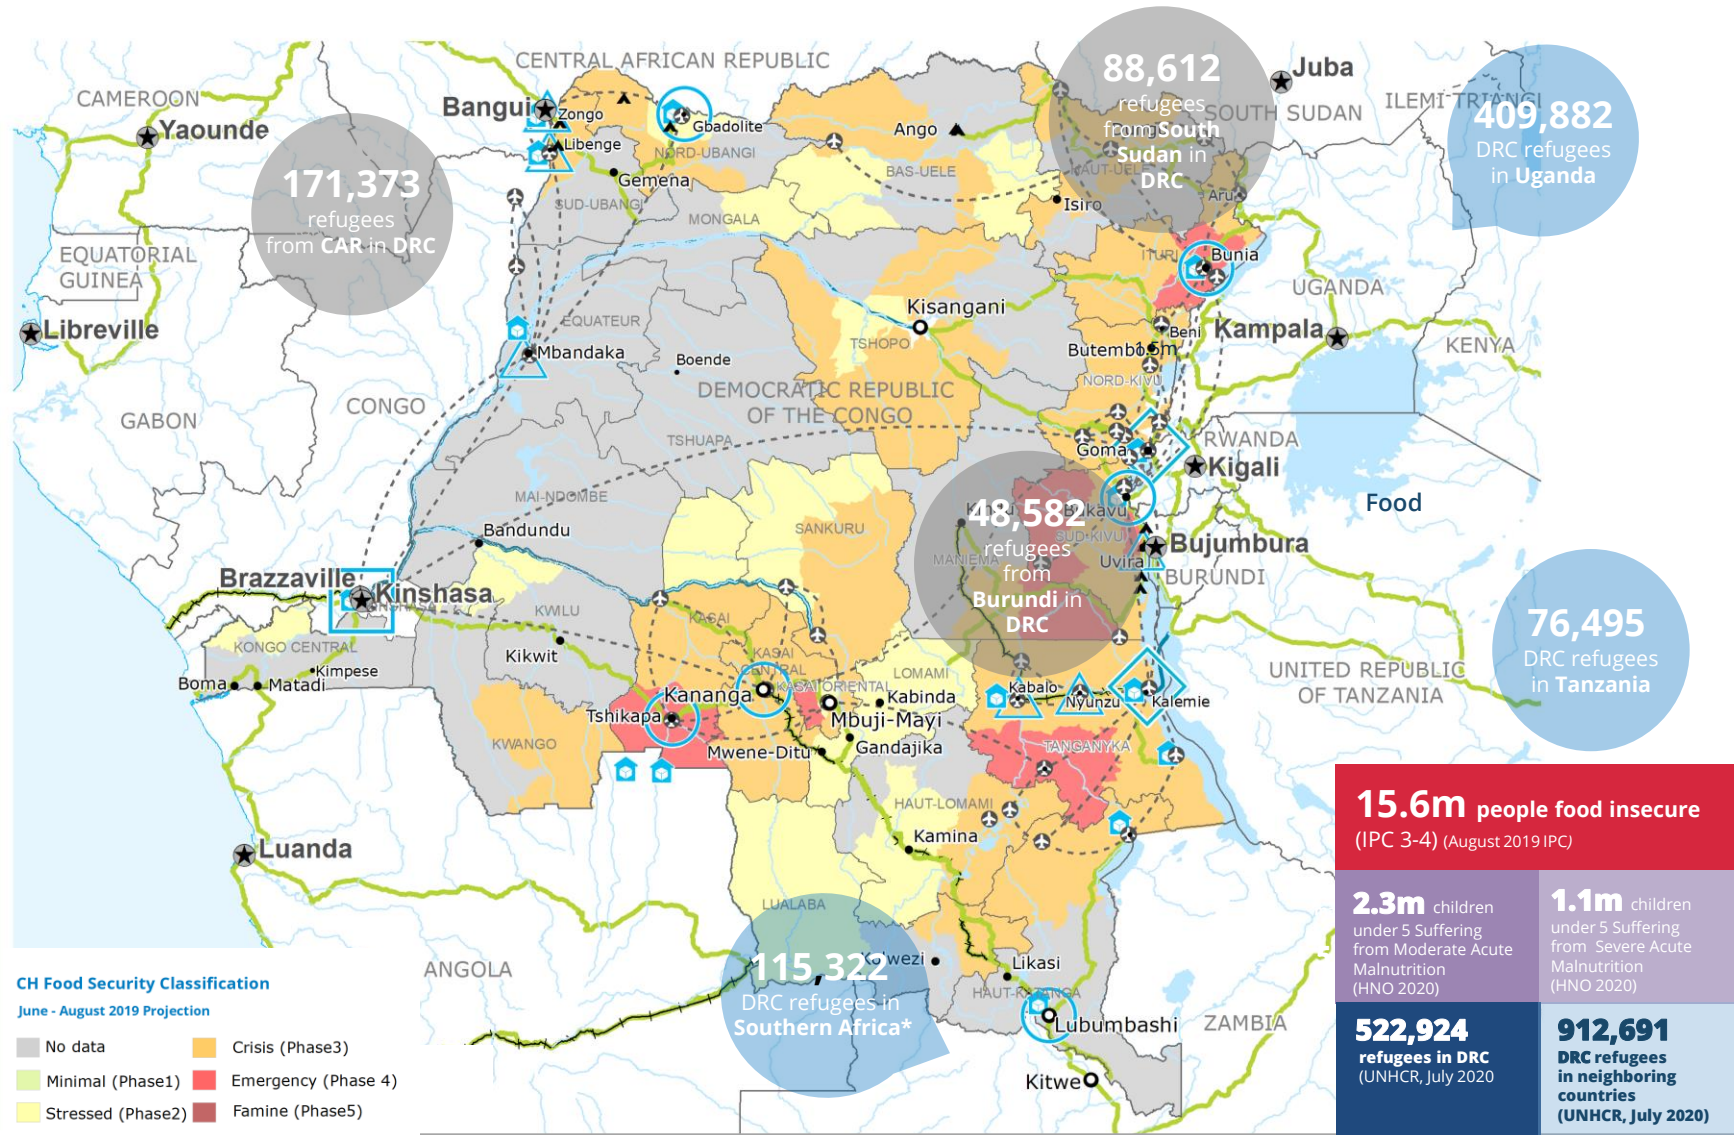 CENTRAL AFRICAN REPUBLIC
CAMEROON
Yaounde
Bangui
Zongo
Libenge
Gbadolite
NORD-UBANGI
Gemena
SUD-UBANGI
MONGALA
BAS-UELE
Ango
Isiro
Aru
HAUT-UELE
88,612
refugees
from South
Sudan in
DRC
Juba
SOUTH SUDAN
ILEMI TRIANGL
409,882
DRC refugees
in Uganda
171,373
refugees
from CAR in DRC
EQUATORIAL
GUINEA
Libreville
GABON
CONGO
EQUATEUR
Mbandaka
Boende
Kisangani
TSHOPO
ITURI
Bunia
UGANDA
Beni
Kampala
Butembo
1.5m
KENYA
NORD-KIVU
DEMOCRATIC REPUBLIC
OF THE CONGO
TSHUAPA
Goma
RWANDA
Kigali
Food
MAI-NDOMBE
Bandundu
SANKURU
48,582
refugees
from
Burundi in
DRC
Bukavu
SUD-KIVU
MANIEMA
Uvira
Bujumbura
BURUNDI
Brazzaville
Kinshasa
KINSHASA
KWILU
KASAI
KONGO CENTRAL
Kimpese
Boma
Matadi
Kikwit
KASAI
CENTRAL
KASAI ORIENTAL
LOMAMI
Kananga
Kabinda
Tshikapa
Mbuji-Mayi
Mwene-Ditu
Gandajika
KWANGO
Kabalo
Nyunzu
Kalemie
TANGANYKA
UNITED REPUBLIC
OF TANZANIA
76,495
DRC refugees
in Tanzania
HAUT-LOMAMI
Kamina
Luanda
LUALABA
ANGOLA
115,322
DRC refugees in
Southern Africa*
Kolwezi
Likasi
HAUT-KATANGA
Lubumbashi
ZAMBIA
Kitwe
15.6m people food insecure
(IPC 3-4) (August 2019 IPC)
2.3m children
under 5 Suffering
from Moderate Acute
Malnutrition
(HNO 2020)
1.1m children
under 5 Suffering
from Severe Acute
Malnutrition
(HNO 2020)
522,924
refugees in DRC
(UNHCR, July 2020
912,691
DRC refugees
in neighboring
countries
(UNHCR, July 2020)
CH Food Security Classification
June - August 2019 Projection
No data
Crisis (Phase3)
Minimal (Phase1)
Emergency (Phase 4)
Stressed (Phase2)
Famine (Phase5)